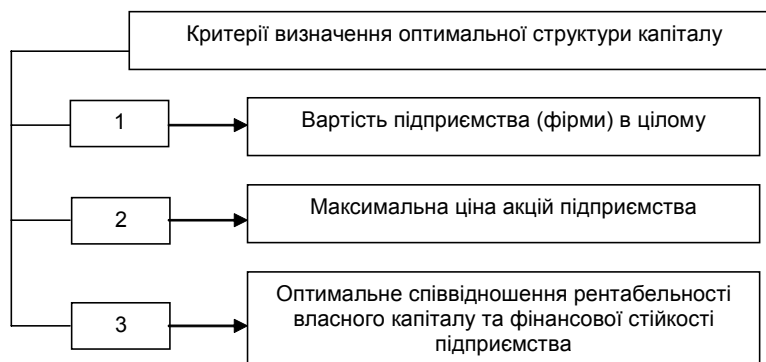 Критерії визначення оптимальної структури капіталу
1
Вартість підприємства (фірми) в цілому
2
Максимальна ціна акцій підприємства
3
Оптимальне співвідношення рентабельності
власного капіталу та фінансової стійкості
підприємства